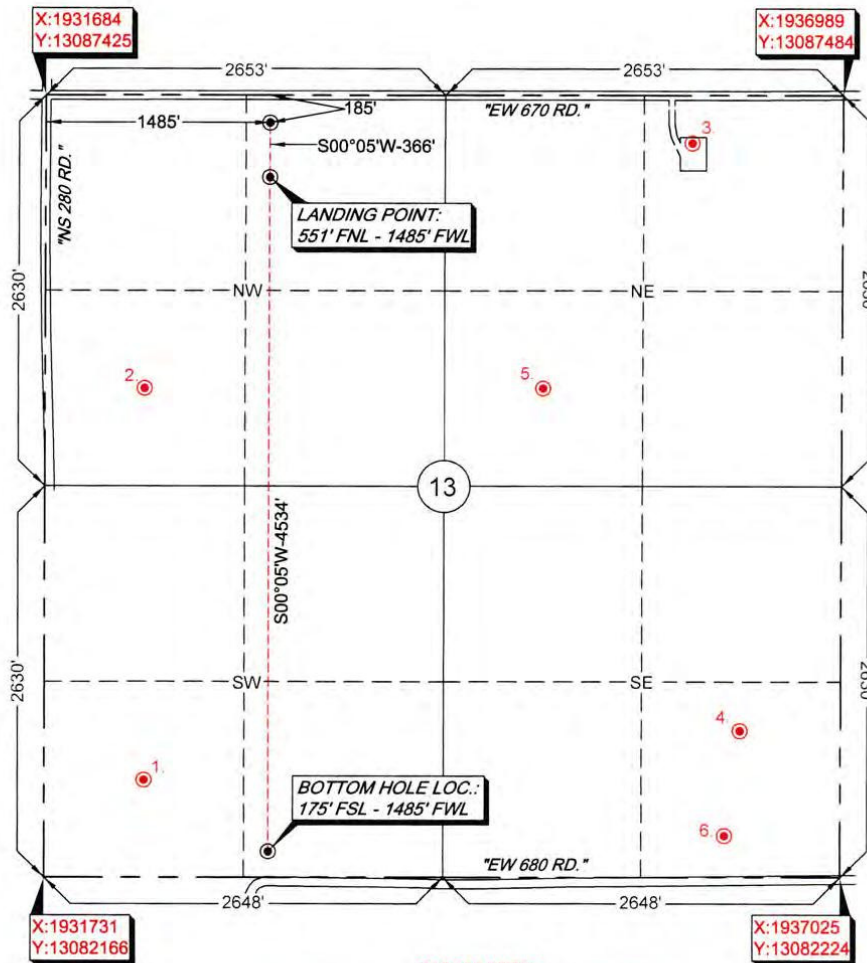 X:1931684
Y:13087425
X:1936989
Y:13087484
2653'
2653'
1485'
185'
"EW 670 RD."
3.
S00°05'W-366'
"NS 280 RD."
LANDING POINT:
551' FNL - 1485' FWL
2630'
NW
NE
2630'
2.
5.
13
S00°05'W-4534'
2630'
SW
SE
2630'
4.
1.
BOTTOM HOLE LOC.:
175' FSL - 1485' FWL
6.
"EW 680 RD."
2648'
2648'
X:1931731
Y:13082166
X:1937025
Y:13082224